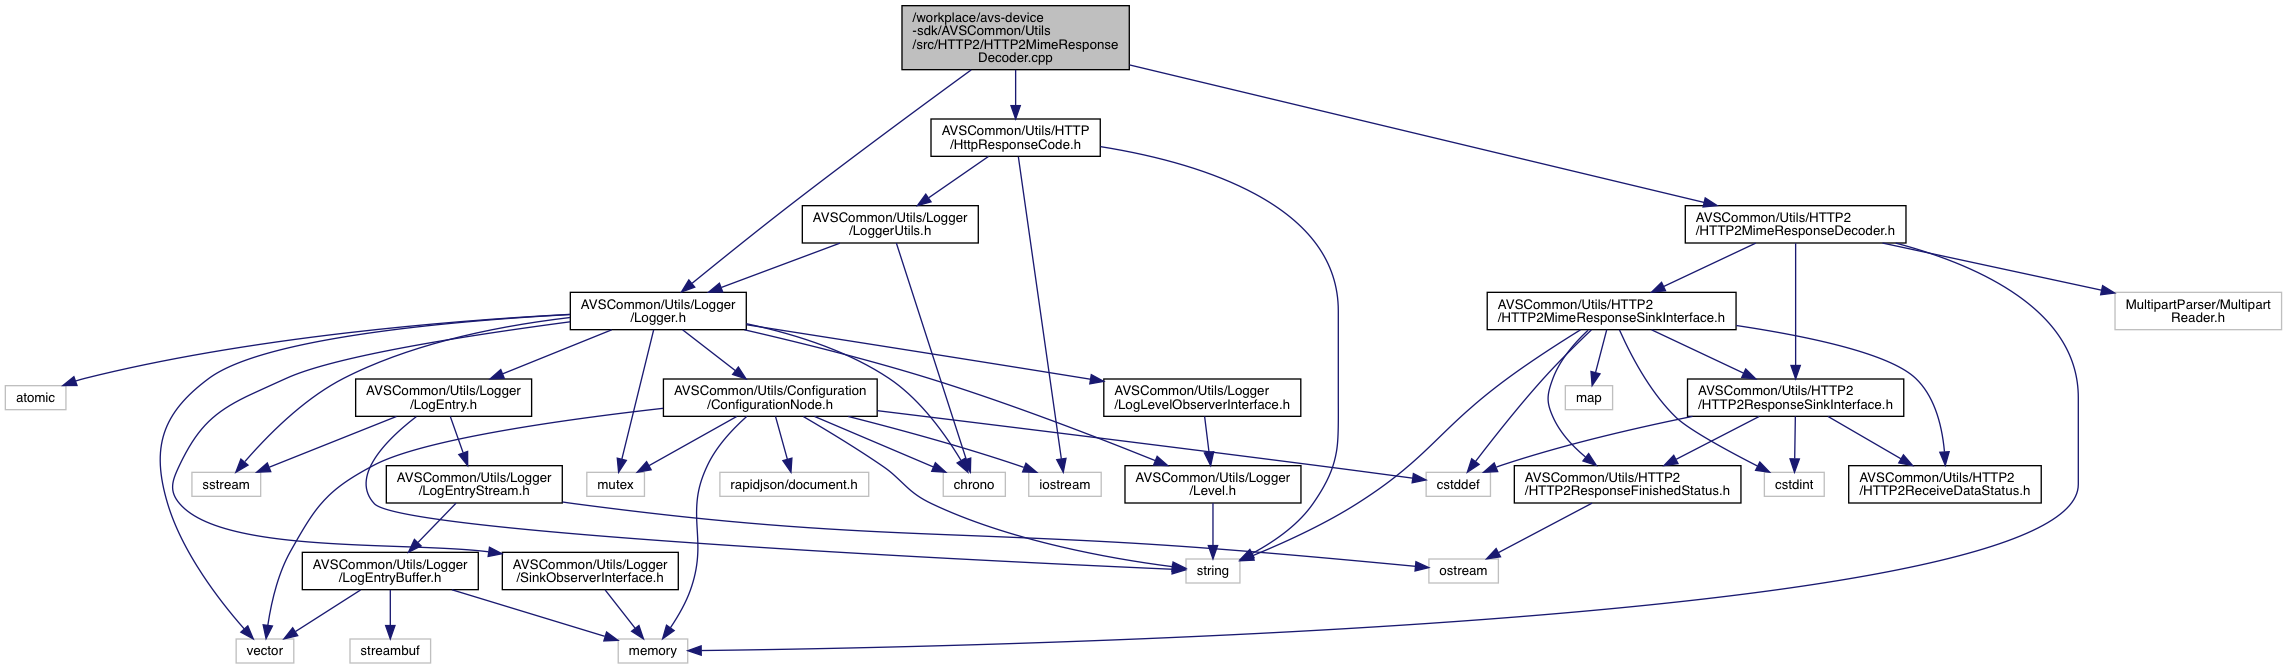 /workplace/avs-device
-sdk/AVSCommon/Utils
/src/HTTP2/HTTP2MimeResponse
Decoder.cpp
AVSCommon/Utils/HTTP
/HttpResponseCode.h
AVSCommon/Utils/Logger
/LoggerUtils.h
AVSCommon/Utils/HTTP2
/HTTP2MimeResponseDecoder.h
AVSCommon/Utils/Logger
/Logger.h
AVSCommon/Utils/HTTP2
/HTTP2MimeResponseSinkInterface.h
MultipartParser/Multipart
Reader.h
atomic
AVSCommon/Utils/Logger
/LogEntry.h
AVSCommon/Utils/Configuration
/ConfigurationNode.h
AVSCommon/Utils/Logger
/LogLevelObserverInterface.h
map
AVSCommon/Utils/HTTP2
/HTTP2ResponseSinkInterface.h
sstream
AVSCommon/Utils/Logger
/LogEntryStream.h
mutex
rapidjson/document.h
chrono
iostream
AVSCommon/Utils/Logger
/Level.h
cstddef
AVSCommon/Utils/HTTP2
/HTTP2ResponseFinishedStatus.h
cstdint
AVSCommon/Utils/HTTP2
/HTTP2ReceiveDataStatus.h
AVSCommon/Utils/Logger
/LogEntryBuffer.h
AVSCommon/Utils/Logger
/SinkObserverInterface.h
string
ostream
vector
streambuf
memory